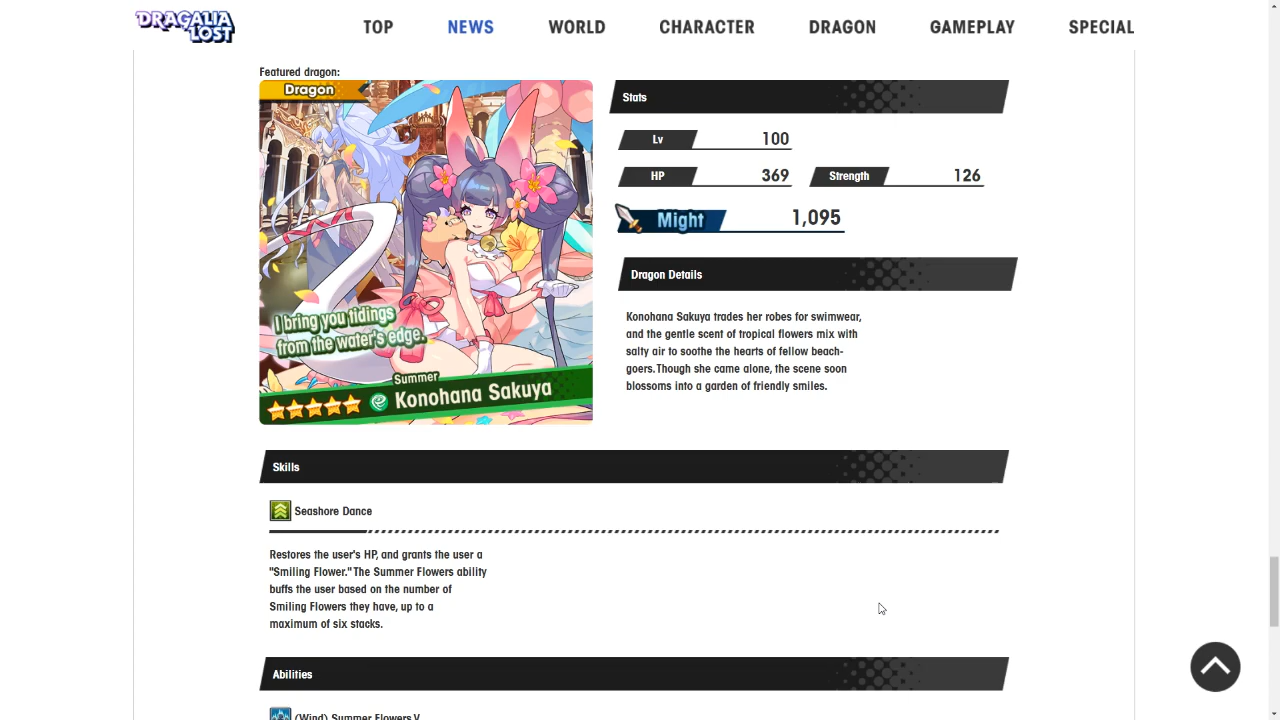 DRAGALIA LOST
TOP NEWS WORLD CHARACTER DRAGON GAMEPLAY SPECIAL
Featured dragon:
Dragon
I bring you tidings
from the water's edge.
Summer
Konohana Sakuya
Stats
Lv 100
HP 369 Strength 126
Might 1,095
Dragon Details
Konohana Sakuya trades her robes for swimwear,
and the gentle scent of tropical flowers mix with
salty air to soothe the hearts of fellow beach-
goers. Though she came alone, the scene soon
blossoms into a garden of friendly smiles.
Skills
Seashore Dance
Restores the user's HP, and grants the user a
"Smiling Flower." The Summer Flowers ability
buffs the user based on the number of
Smiling Flowers they have, up to a
maximum of six stacks.
Abilities
(Wind) Summer Flowers V